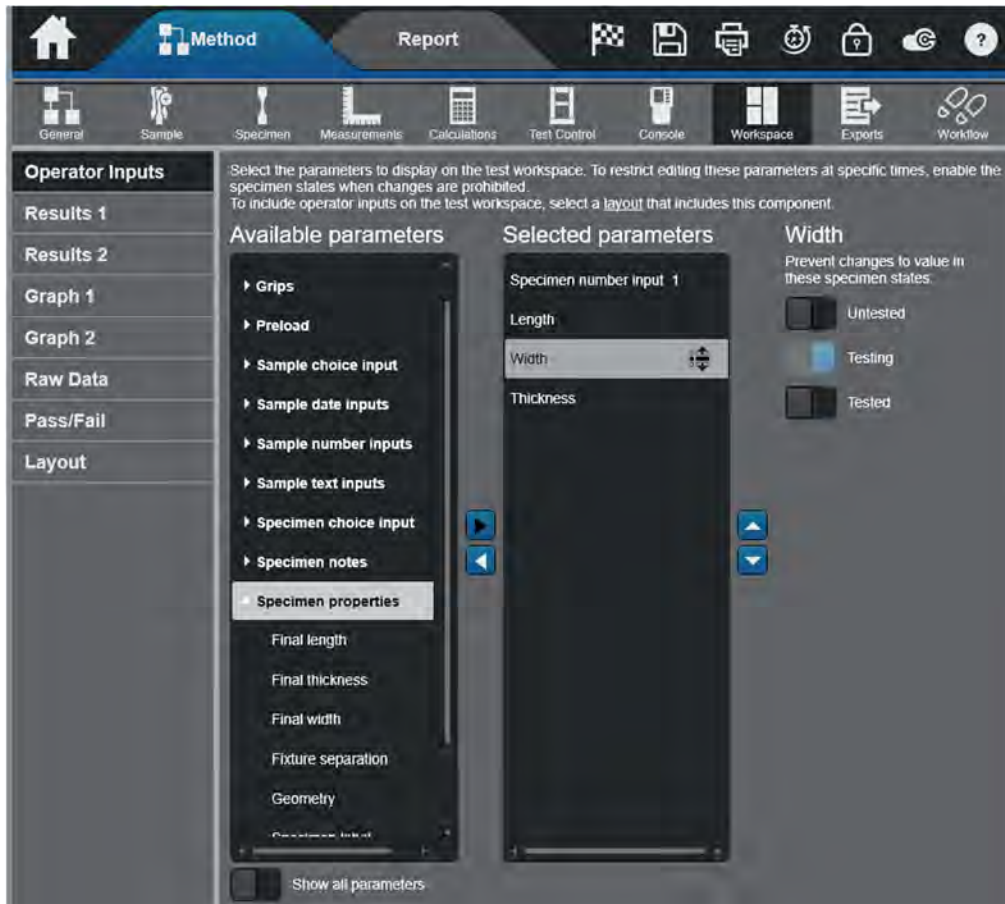 Method
Report
?
General
Sample
Specimen
Measurements
Calculations
Test Control
Console
Workspace
Exports
Workflow
Operator Inputs
Results 1
Results 2
Graph 1
Graph 2
Raw Data
Pass/Fail
Layout
Select the parameters to display on the test workspace. To restrict editing these parameters at specific times, enable the
specimen states when changes are prohibited.
To include operator inputs on the test workspace, select a layout that includes this component.
Available parameters
Grips
Preload
Sample choice input
Sample date inputs
Sample number inputs
Sample text inputs
Specimen choice input
Specimen notes
Specimen properties
Final length
Final thickness
Final width
Fixture separation
Geometry
Specimen label
Show all parameters
Selected parameters
Specimen number input 1
Length
Width
Thickness
Width
Prevent changes to value in
these specimen states.
Untested
Testing
Tested